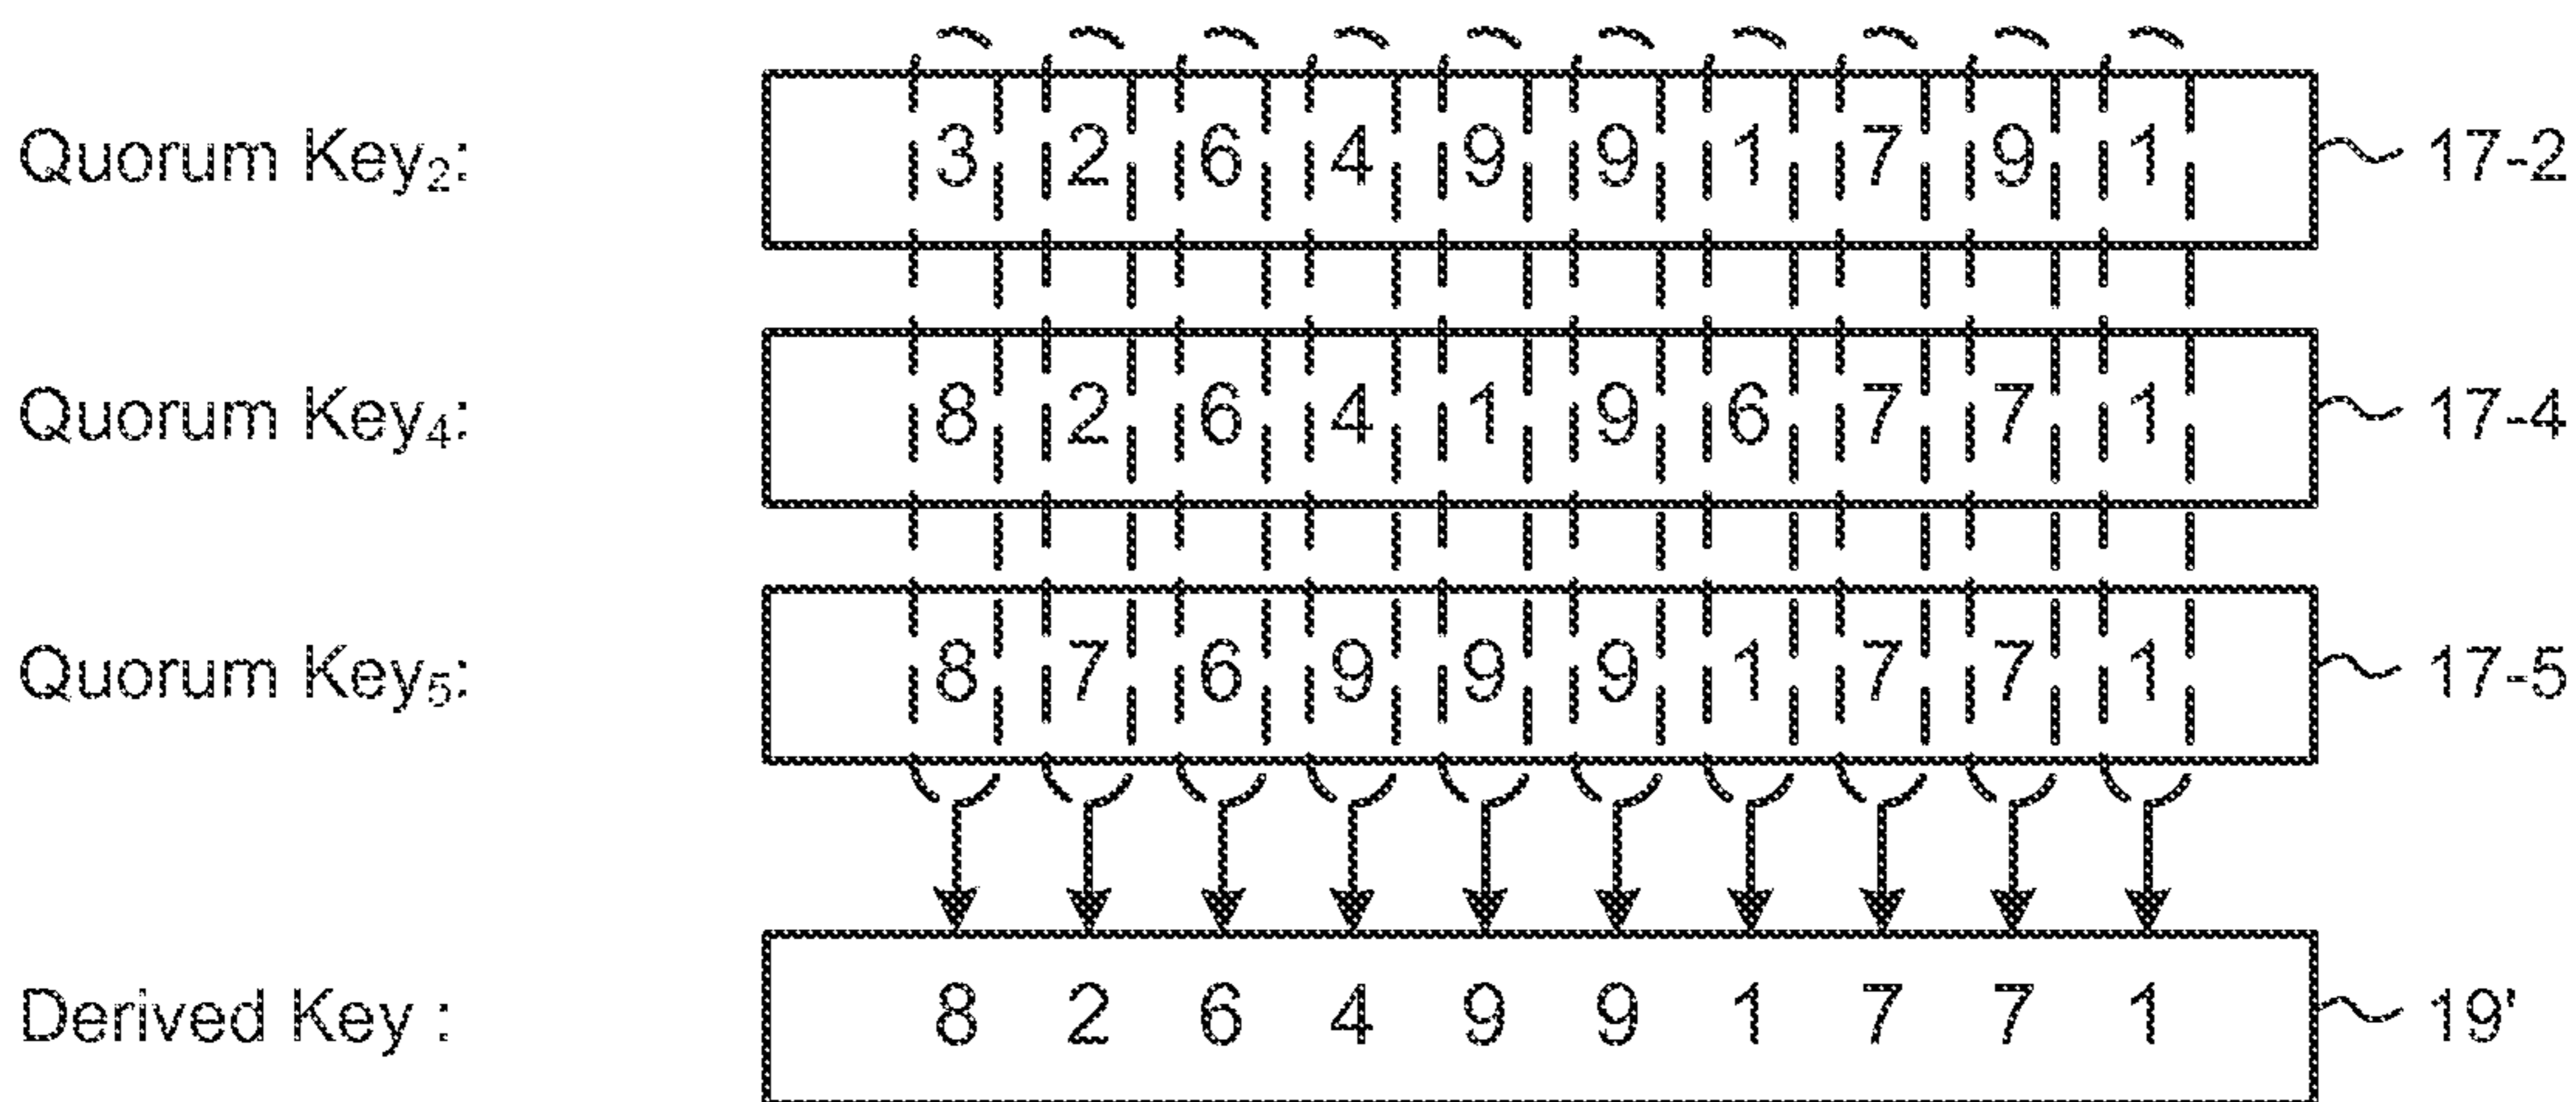 Quorum Key₂: 3 2 6 4 9 9 1 7 9 1 17-2
Quorum Key₄: 8 2 6 4 1 9 6 7 7 1 17-4
Quorum Key₅: 8 7 6 9 9 9 1 7 7 1 17-5
Derived Key : 8 2 6 4 9 9 1 7 7 1 19'